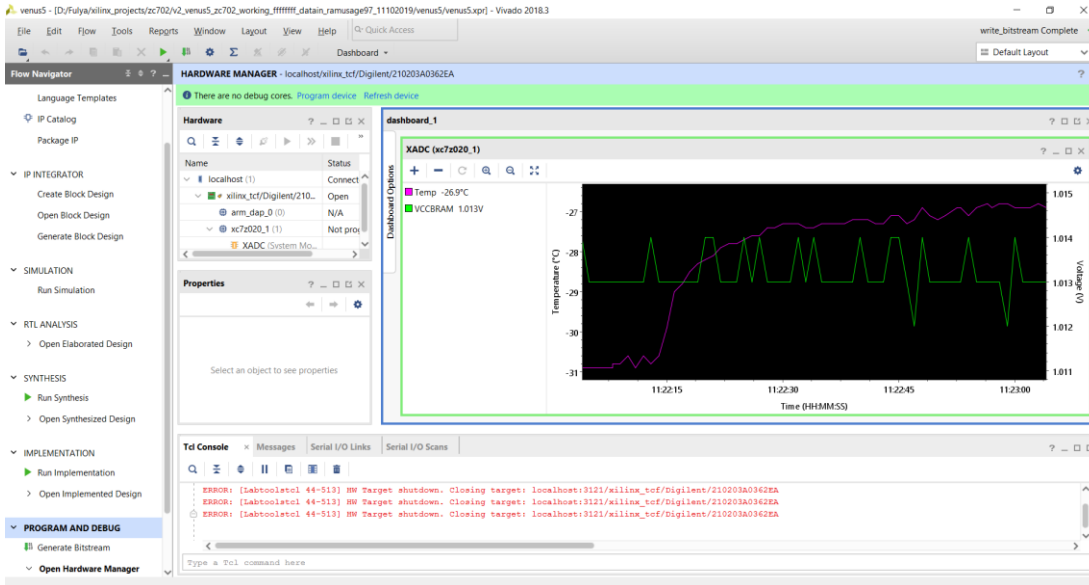 venus5 - [D:/Fulya/xilinx_projects/zc702/v2_venus5_zc702_working_ffffffff_datain_ramusage97_11102019/venus5/venus5.xpr] - Vivado 2018.3
File Edit Flow Tools Reports Window Layout View Help Quick Access write_bitstream Complete
Dashboard Default Layout
Flow Navigator
Language Templates
IP Catalog
Package IP
IP INTEGRATOR
Create Block Design
Open Block Design
Generate Block Design
SIMULATION
Run Simulation
RTL ANALYSIS
Open Elaborated Design
SYNTHESIS
Run Synthesis
Open Synthesized Design
IMPLEMENTATION
Run Implementation
Open Implemented Design
PROGRAM AND DEBUG
Generate Bitstream
Open Hardware Manager
HARDWARE MANAGER - localhost/xilinx_tcf/Digilent/210203A0362EA
There are no debug cores. Program device Refresh device
Hardware
Name Status
localhost (1) Connect
xilinx_tcf/Digilent/210... Open
arm_dap_0 (0) N/A
xc7z020_1 (1) Not prog
XADC (System Mo...
Properties
Select an object to see properties
dashboard_1
Dashboard Options
XADC (xc7z020_1)
Temp -26.9°C
VCCBRAM 1.013V
Temperature (°C)
-27
-28
-29
-30
-31
1.015
1.014
1.013
1.012
1.011
Voltage (V)
11:22:15 11:22:30 11:22:45 11:23:00
Time (HH:MM:SS)
Tcl Console Messages Serial I/O Links Serial I/O Scans
ERROR: [Labtoolstcl 44-513] HW Target shutdown. Closing target: localhost:3121/xilinx_tcf/Digilent/210203A0362EA
ERROR: [Labtoolstcl 44-513] HW Target shutdown. Closing target: localhost:3121/xilinx_tcf/Digilent/210203A0362EA
ERROR: [Labtoolstcl 44-513] HW Target shutdown. Closing target: localhost:3121/xilinx_tcf/Digilent/210203A0362EA
Type a Tcl command here